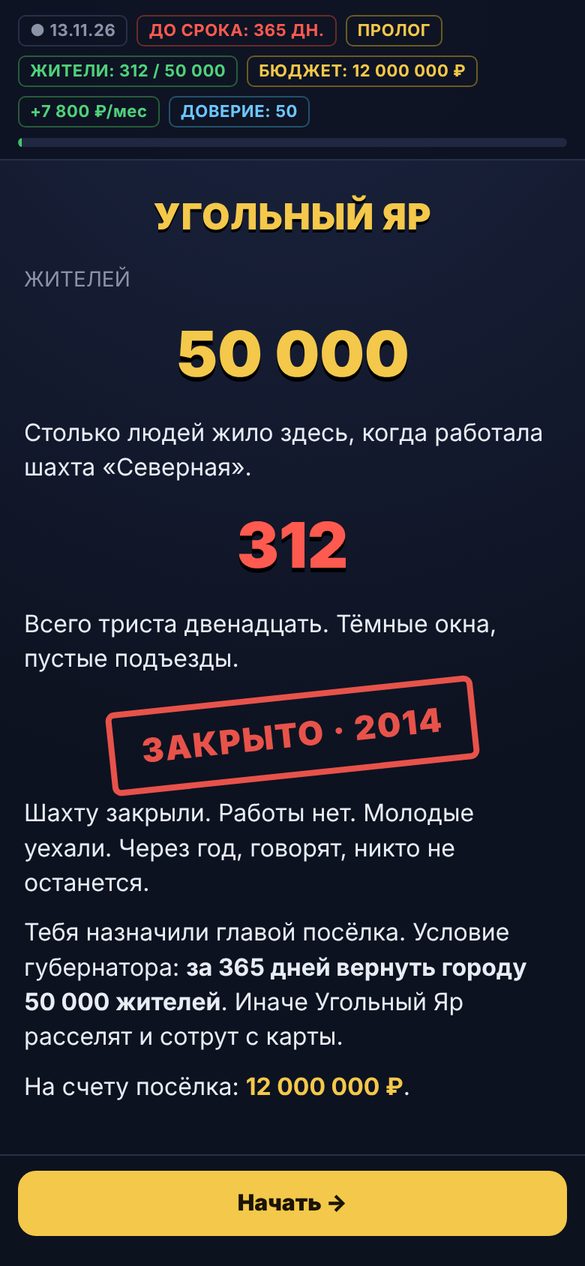 13.11.26
ДО СРОКА: 365 ДН.
ПРОЛОГ
ЖИТЕЛИ: 312 / 50 000
БЮДЖЕТ: 12 000 000 ₽
+7 800 ₽/мес
ДОВЕРИЕ: 50
УГОЛЬНЫЙ ЯР
ЖИТЕЛЕЙ
50 000
Столько людей жило здесь, когда работала
шахта «Северная».
312
Всего триста двенадцать. Тёмные окна,
пустые подъезды.
ЗАКРЫТО · 2014
Шахту закрыли. Работы нет. Молодые
уехали. Через год, говорят, никто не
останется.
Тебя назначили главой посёлка. Условие
губернатора: за 365 дней вернуть городу
50 000 жителей. Иначе Угольный Яр
расселят и сотрут с карты.
На счету посёлка: 12 000 000 ₽.
Начать →